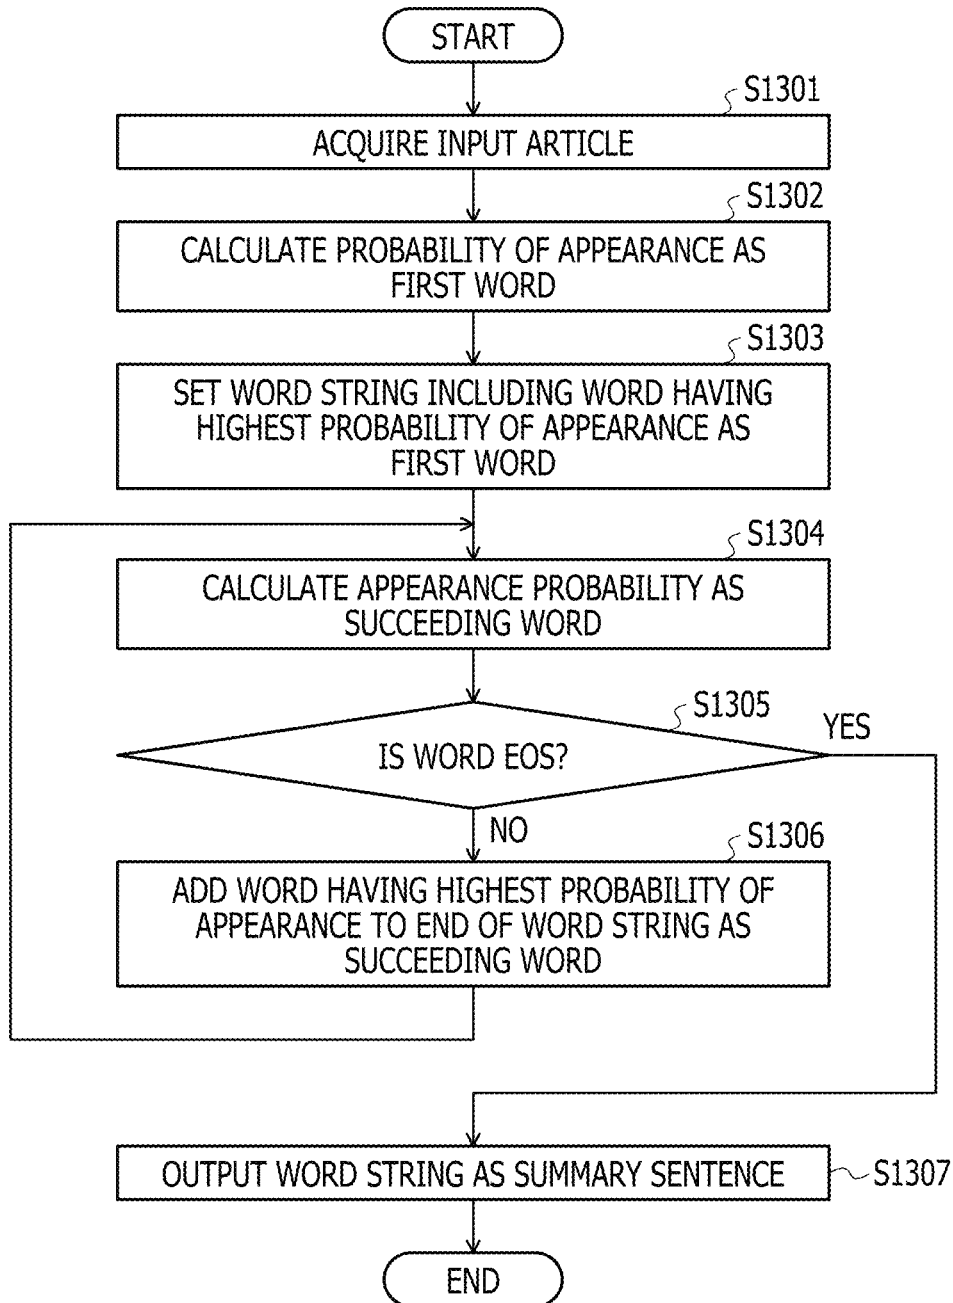 START
S1301
ACQUIRE INPUT ARTICLE
S1302
CALCULATE PROBABILITY OF APPEARANCE AS
FIRST WORD
S1303
SET WORD STRING INCLUDING WORD HAVING
HIGHEST PROBABILITY OF APPEARANCE AS
FIRST WORD
S1304
CALCULATE APPEARANCE PROBABILITY AS
SUCCEEDING WORD
S1305
YES
IS WORD EOS?
NO
S1306
ADD WORD HAVING HIGHEST PROBABILITY OF
APPEARANCE TO END OF WORD STRING AS
SUCCEEDING WORD
OUTPUT WORD STRING AS SUMMARY SENTENCE
S1307
END